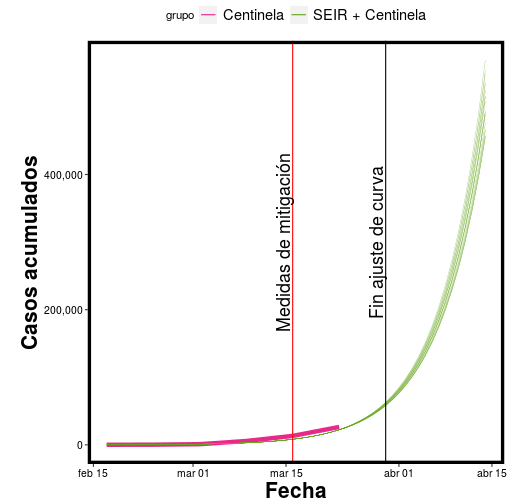 grupo Centinela SEIR + Centinela
Casos acumulados
400,000
200,000
0
Medidas de mitigación
Fin ajuste de curva
feb 15 mar 01 mar 15 abr 01 abr 15
Fecha